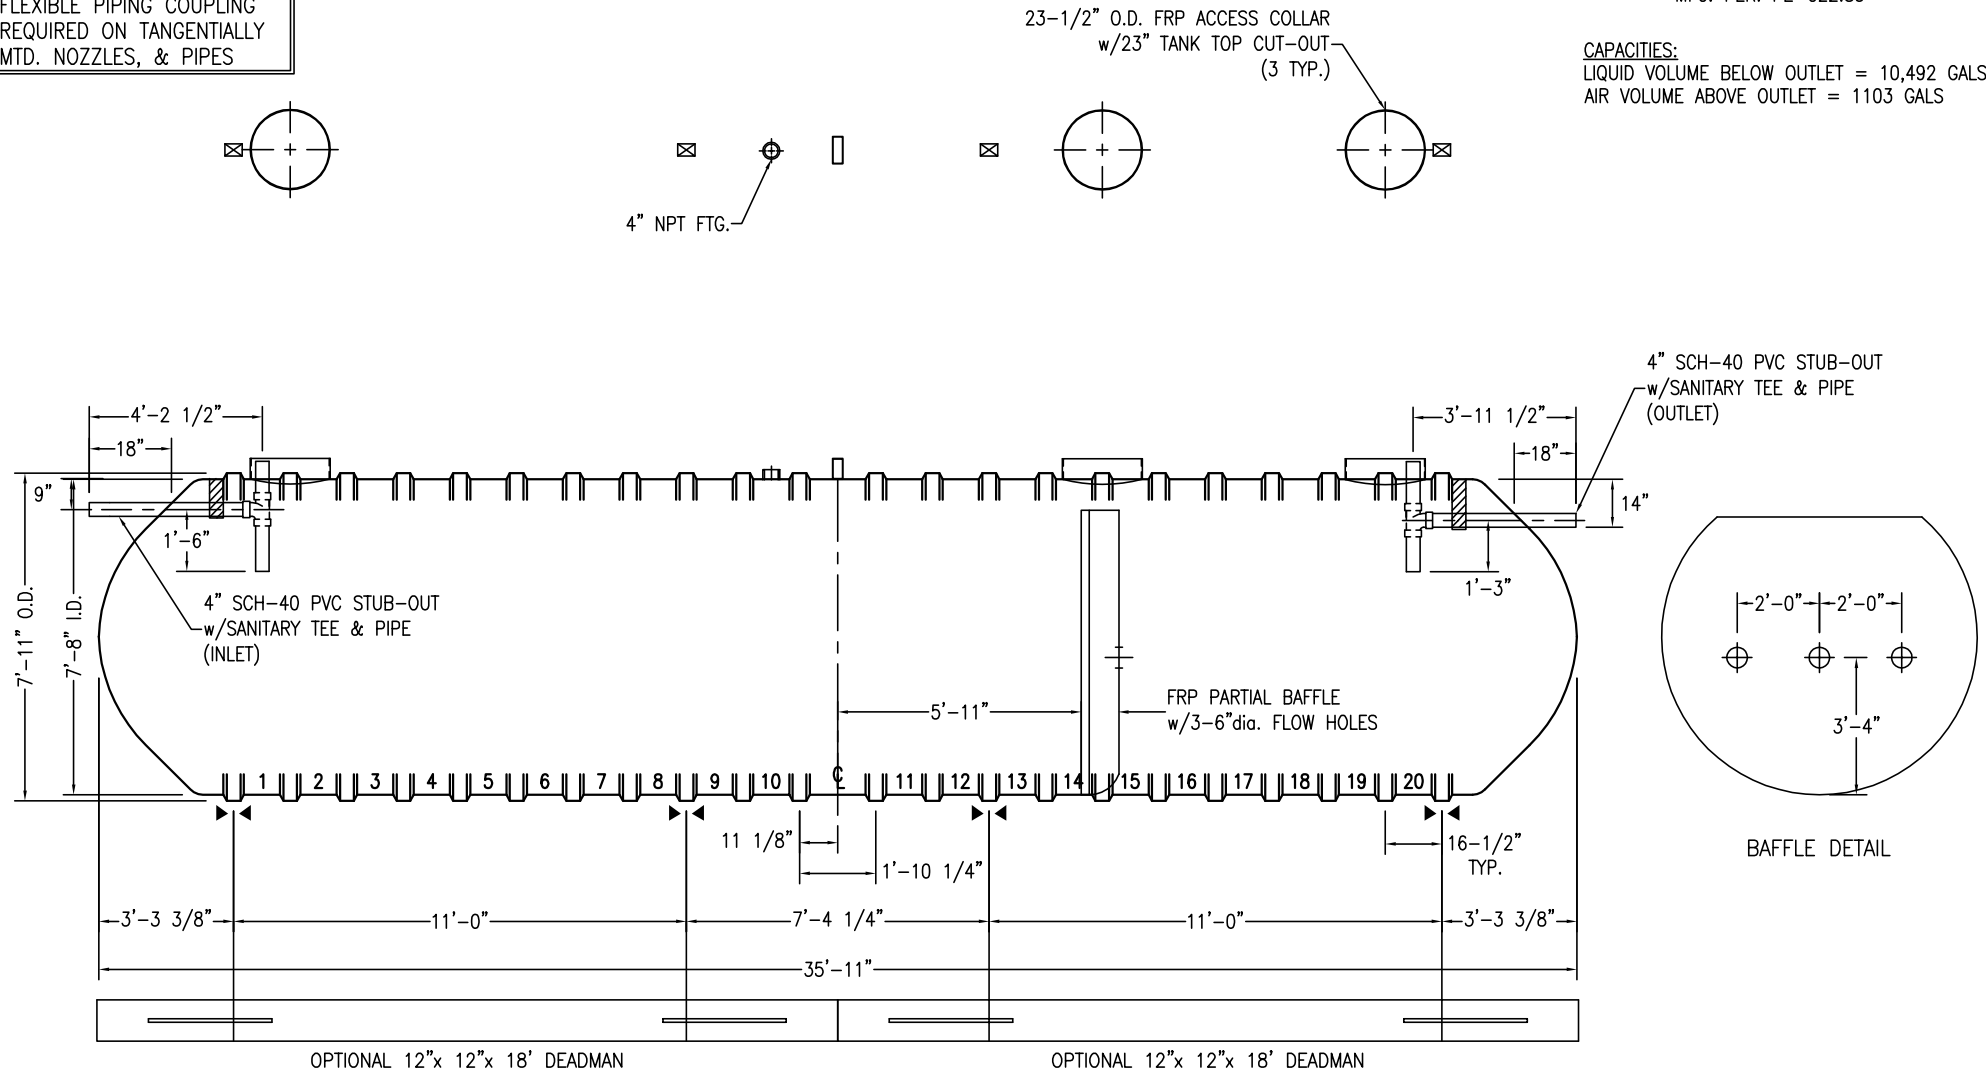 FLEXIBLE PIPING COUPLING
REQUIRED ON TANGENTIALLY
MTD. NOZZLES, & PIPES
23-1/2" O.D. FRP ACCESS COLLAR
w/23" TANK TOP CUT-OUT
(3 TYP.)
CAPACITIES:
LIQUID VOLUME BELOW OUTLET = 10,492 GALS
AIR VOLUME ABOVE OUTLET = 1103 GALS
4" NPT FTG.
4" SCH-40 PVC STUB-OUT
w/SANITARY TEE & PIPE
(OUTLET)
4'-2 1/2"
3'-11 1/2"
18"
18"
9"
14"
1'-6"
1'-3"
4" SCH-40 PVC STUB-OUT
w/SANITARY TEE & PIPE
(INLET)
7'-11" O.D.
7'-8" I.D.
2'-0" 2'-0"
5'-11"
FRP PARTIAL BAFFLE
w/3-6"dia. FLOW HOLES
3'-4"
1 2 3 4 5 6 7 8 9 10 ℄ 11 12 13 14 15 16 17 18 19 20
11 1/8"
16-1/2"
TYP.
1'-10 1/4"
BAFFLE DETAIL
3'-3 3/8" 11'-0" 7'-4 1/4" 11'-0" 3'-3 3/8"
35'-11"
OPTIONAL 12"x 12"x 18' DEADMAN
OPTIONAL 12"x 12"x 18' DEADMAN